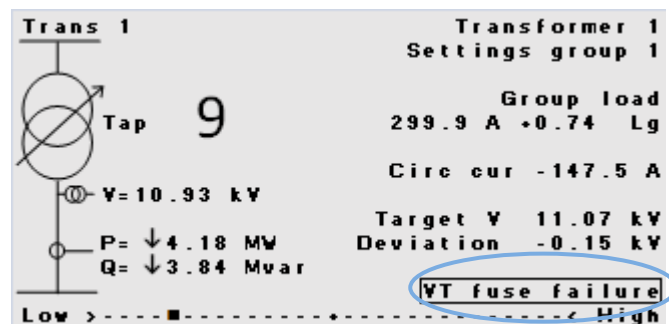 Trans 1
Transformer 1
Settings group 1
Group load
Tap 9
299.9 A +0.74 Lg
Circ cur -147.5 A
V=10.93 kV
Target V 11.07 kV
P= ↓4.18 MW
Deviation -0.15 kV
Q= ↓3.84 Mvar
VT fuse failure
Low >----■------------•--------------< High